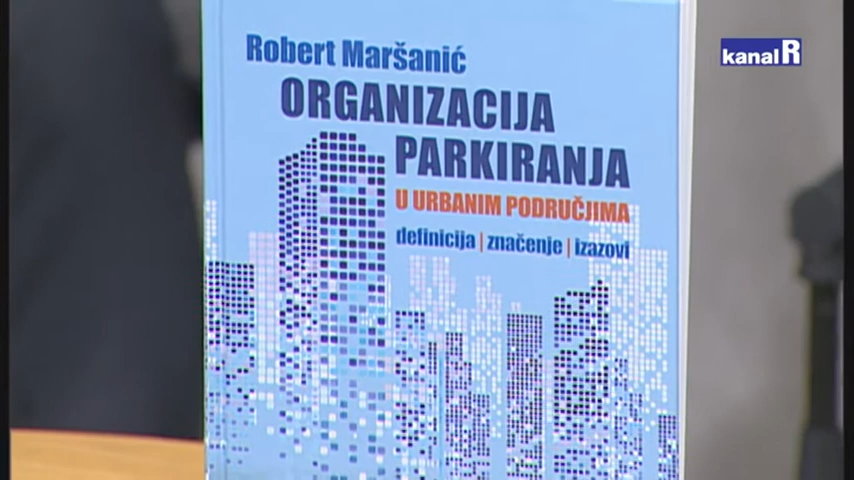 Robert Maršanić
kanal R
ORGANIZACIJA
PARKIRANJA
U URBANIM PODRUČJIMA
definicija | značenje | izazovi